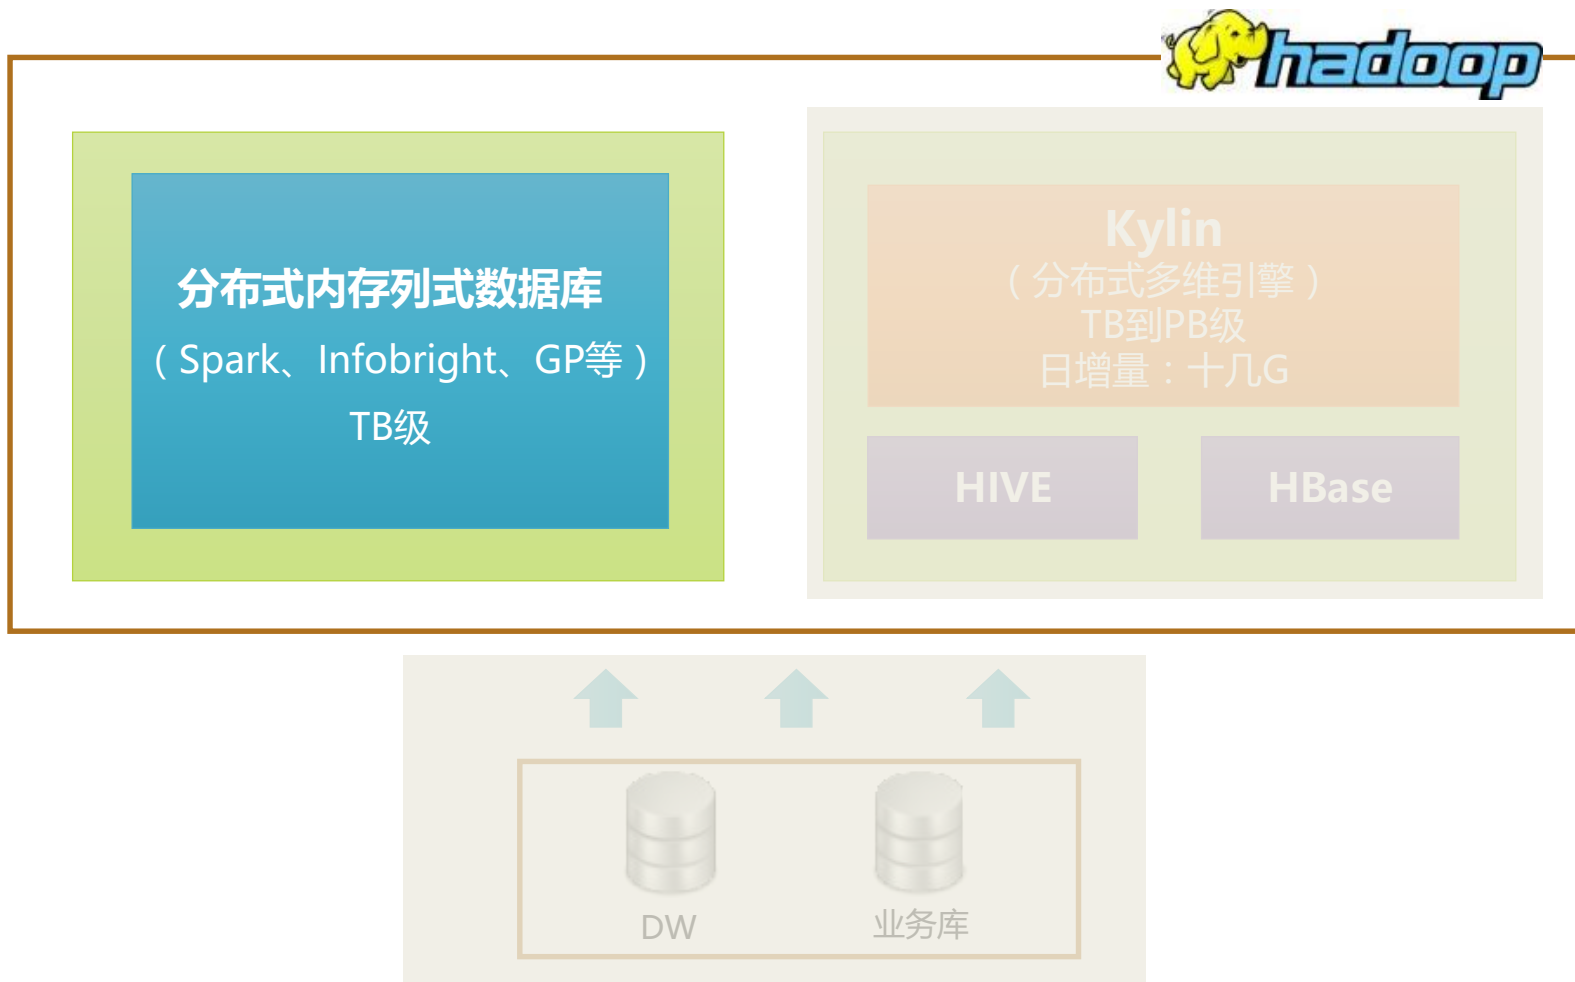 hadoop
分布式内存列式数据库
（Spark、Infobright、GP等）
TB级
Kylin
（分布式多维引擎）
TB到PB级
日增量：十几G
HIVE
HBase
DW
业务库